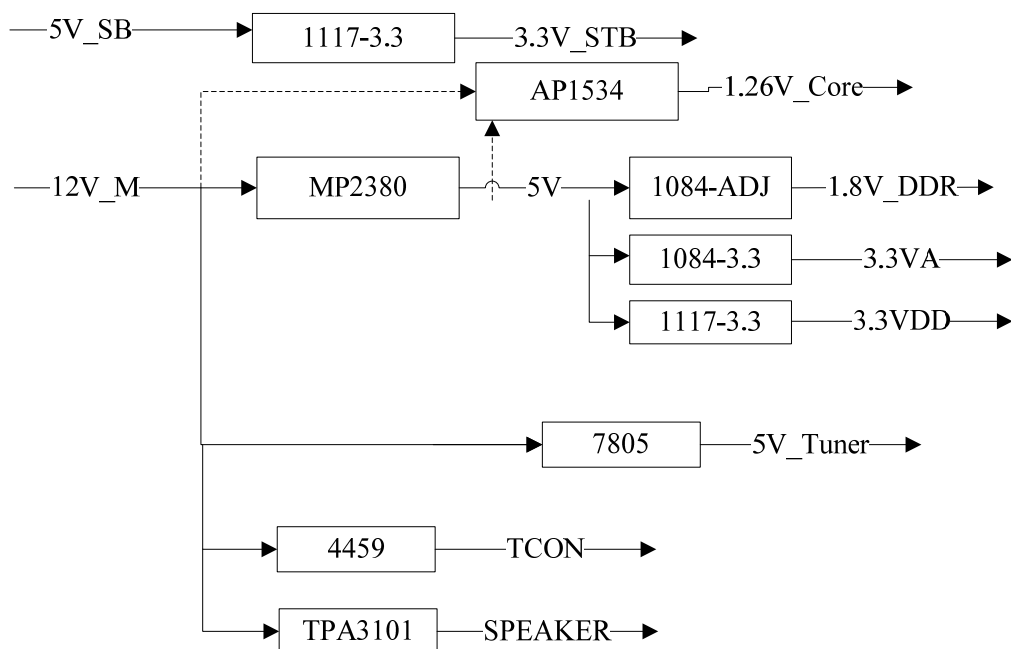 5V_SB 1117-3.3 3.3V_STB
AP1534 1.26V_Core
12V_M MP2380 5V 1084-ADJ 1.8V_DDR
1084-3.3 3.3VA
1117-3.3 3.3VDD
7805 5V_Tuner
4459 TCON
TPA3101 SPEAKER